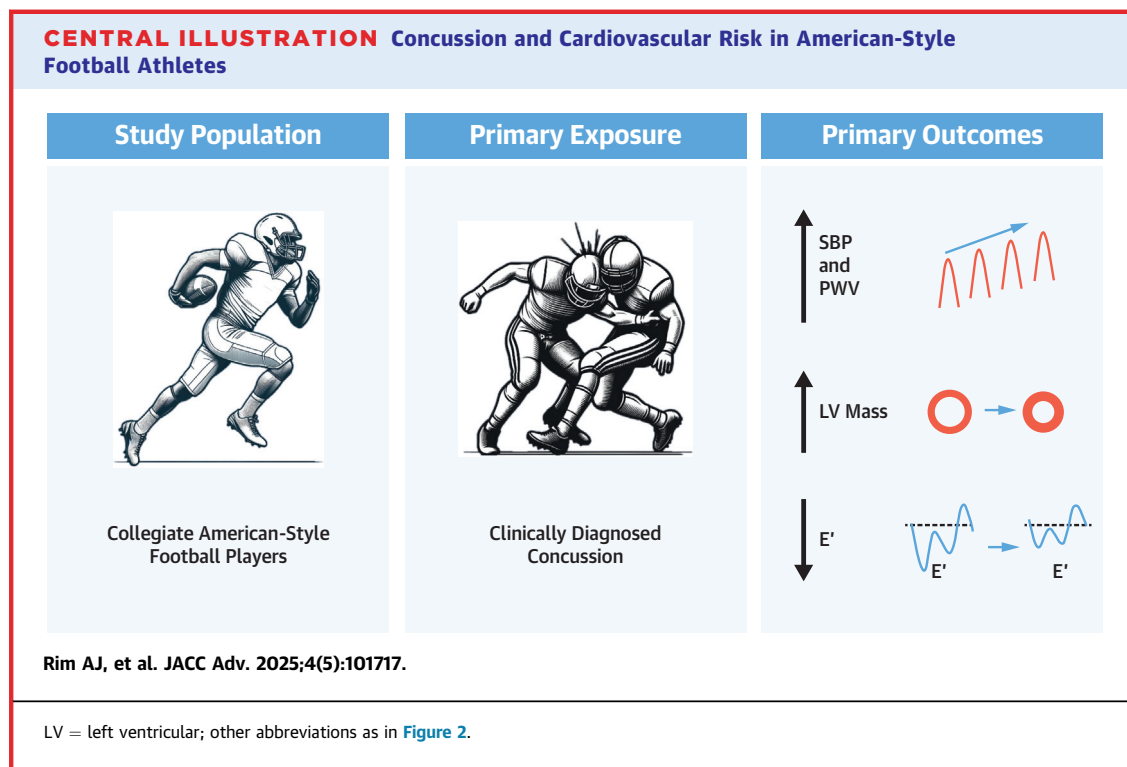 CENTRAL ILLUSTRATION Concussion and Cardiovascular Risk in American-Style
Football Athletes
Study Population
Collegiate American-Style
Football Players
Primary Exposure
Clinically Diagnosed
Concussion
Primary Outcomes
SBP
and
PWV
LV Mass
E'
E'
E'
Rim AJ, et al. JACC Adv. 2025;4(5):101717.
LV = left ventricular; other abbreviations as in Figure 2.